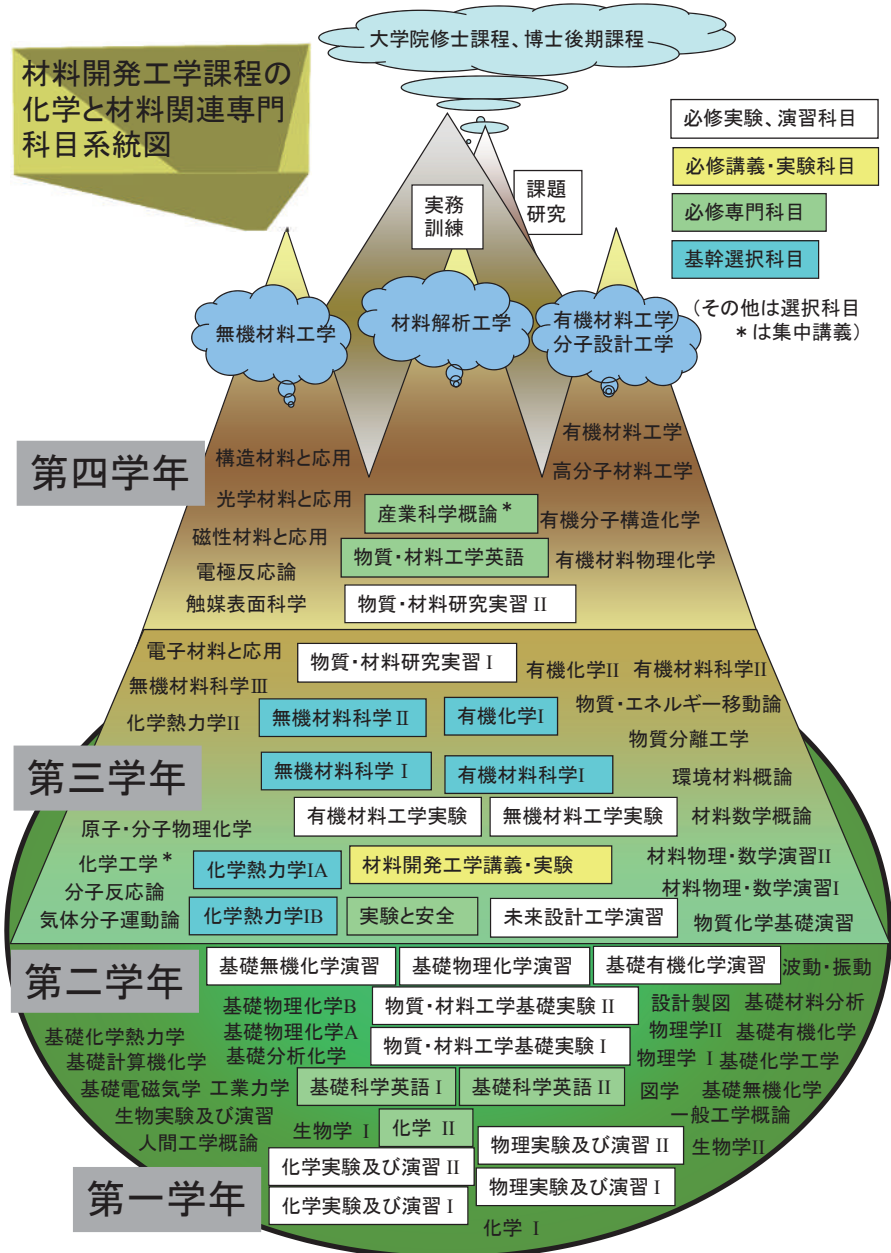 大学院修士課程、博士後期課程
材料開発工学課程の
化学と材料関連専門
科目系統図
必修実験、演習科目
必修講義・実験科目
必修専門科目
基幹選択科目
(その他は選択科目
*は集中講義)
課題
研究
実務
訓練
無機材料工学
材料解析工学
有機材料工学
分子設計工学
第四学年
有機材料工学
構造材料と応用
高分子材料工学
光学材料と応用
産業科学概論*
有機分子構造化学
磁性材料と応用
物質・材料工学英語
有機材料物理化学
電極反応論
触媒表面科学
物質・材料研究実習 II
電子材料と応用
物質・材料研究実習 I
有機化学II
有機材料科学II
無機材料科学III
化学熱力学II
無機材料科学 II
有機化学I
物質・エネルギー移動論
物質分離工学
第三学年
無機材料科学 I
有機材料科学I
環境材料概論
有機材料工学実験
無機材料工学実験
材料数学概論
原子・分子物理化学
化学工学*
化学熱力学IA
材料開発工学講義・実験
材料物理・数学演習II
分子反応論
材料物理・数学演習I
気体分子運動論
化学熱力学IB
実験と安全
未来設計工学演習
物質化学基礎演習
第二学年
基礎無機化学演習
基礎物理化学演習
基礎有機化学演習
波動・振動
基礎物理化学B
物質・材料工学基礎実験 II
設計製図
基礎材料分析
基礎化学熱力学
基礎物理化学A
物理学II
基礎有機化学
基礎計算機化学
基礎分析化学
物質・材料工学基礎実験 I
物理学 I
基礎化学工学
基礎電磁気学
工業力学
基礎科学英語 I
基礎科学英語 II
図学
基礎無機化学
生物実験及び演習
一般工学概論
人間工学概論
生物学 I
化学 II
物理実験及び演習 II
生物学II
化学実験及び演習 II
第一学年
化学実験及び演習 I
物理実験及び演習 I
化学 I